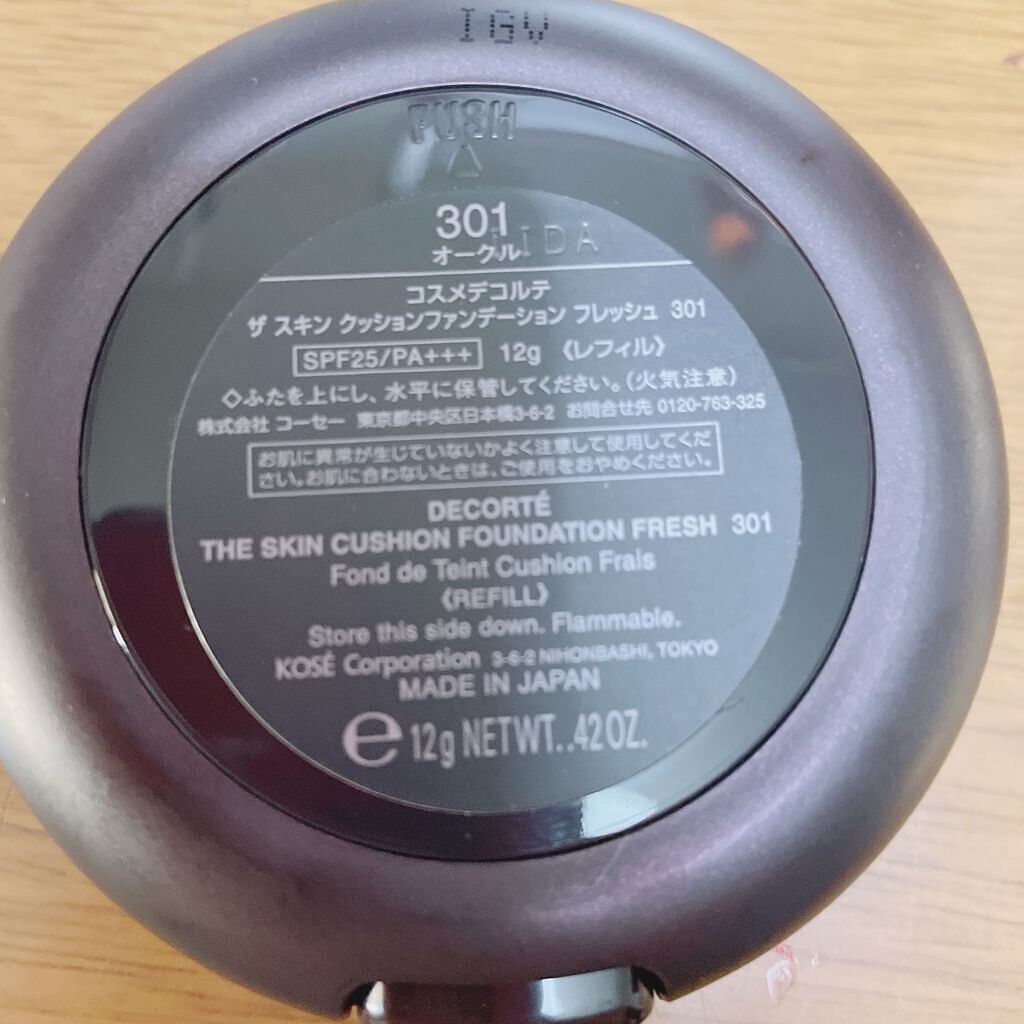 IGV
PUSH
301
オークル
IIDA
コスメデコルテ
ザ スキン クッションファンデーション フレッシュ 301
SPF25/PA+++ 12g 《レフィル》
◇ふたを上にし、水平に保管してください。(火気注意)
株式会社 コーセー 東京都中央区日本橋3-6-2 お問合せ先 0120-763-325
お肌に異常が生じていないかよく注意して使用してくだ
さい。お肌に合わないときは、ご使用をおやめください。
DECORTÉ
THE SKIN CUSHION FOUNDATION FRESH 301
Fond de Teint Cushion Frais
《REFILL》
Store this side down. Flammable.
KOSÉ Corporation 3-6-2 NIHONBASHI, TOKYO
MADE IN JAPAN
℮ 12g NETWT..42OZ.